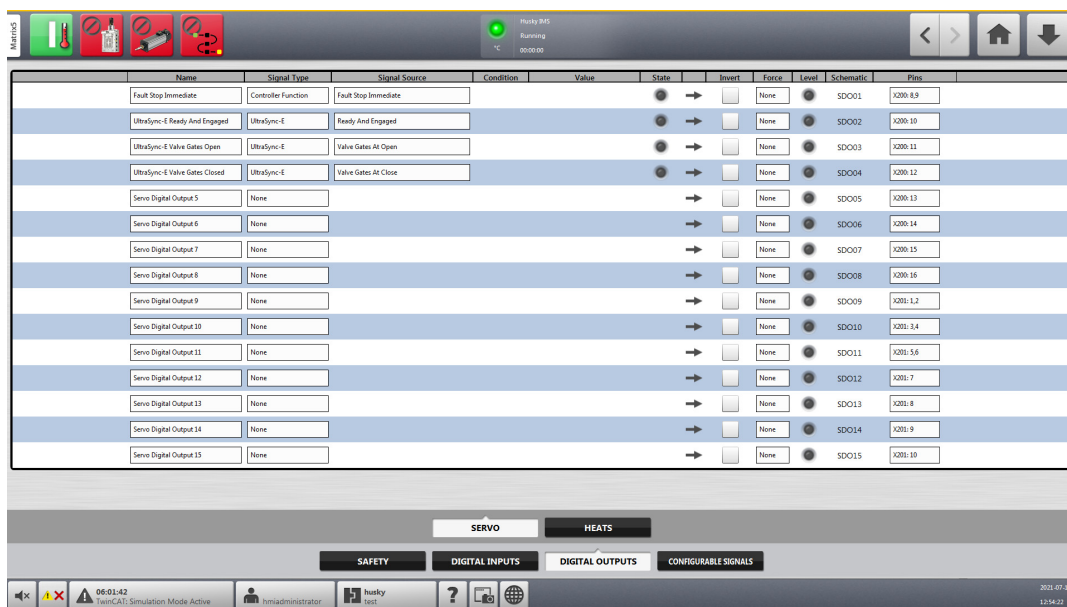 Matrix5
Husky IMS
Running
°C 00:00:00
Name Signal Type Signal Source Condition Value State Invert Force Level Schematic Pins
Fault Stop Immediate Controller Function Fault Stop Immediate None SDO01 X200: 8,9
UltraSync-E Ready And Engaged UltraSync-E Ready And Engaged None SDO02 X200: 10
UltraSync-E Valve Gates Open UltraSync-E Valve Gates At Open None SDO03 X200: 11
UltraSync-E Valve Gates Closed UltraSync-E Valve Gates At Close None SDO04 X200: 12
Servo Digital Output 5 None None SDO05 X200: 13
Servo Digital Output 6 None None SDO06 X200: 14
Servo Digital Output 7 None None SDO07 X200: 15
Servo Digital Output 8 None None SDO08 X200: 16
Servo Digital Output 9 None None SDO09 X201: 1,2
Servo Digital Output 10 None None SDO10 X201: 3,4
Servo Digital Output 11 None None SDO11 X201: 5,6
Servo Digital Output 12 None None SDO12 X201: 7
Servo Digital Output 13 None None SDO13 X201: 8
Servo Digital Output 14 None None SDO14 X201: 9
Servo Digital Output 15 None None SDO15 X201: 10
SERVO HEATS
SAFETY DIGITAL INPUTS DIGITAL OUTPUTS CONFIGURABLE SIGNALS
06:01:42
TwinCAT: Simulation Mode Active
hmiadministrator
husky
test
?
12:54:22